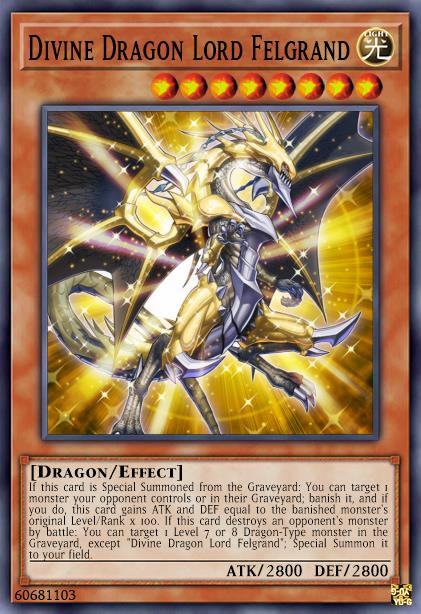 Divine Dragon Lord Felgrand
LIGHT
光
[Dragon/Effect]
If this card is Special Summoned from the Graveyard: You can target 1
monster your opponent controls or in their Graveyard; banish it, and if
you do, this card gains ATK and DEF equal to the banished monster's
original Level/Rank x 100. If this card destroys an opponent's monster
by battle: You can target 1 Level 7 or 8 Dragon-Type monster in the
Graveyard, except "Divine Dragon Lord Felgrand"; Special Summon it
to your field.
ATK/2800 DEF/2800
60681103